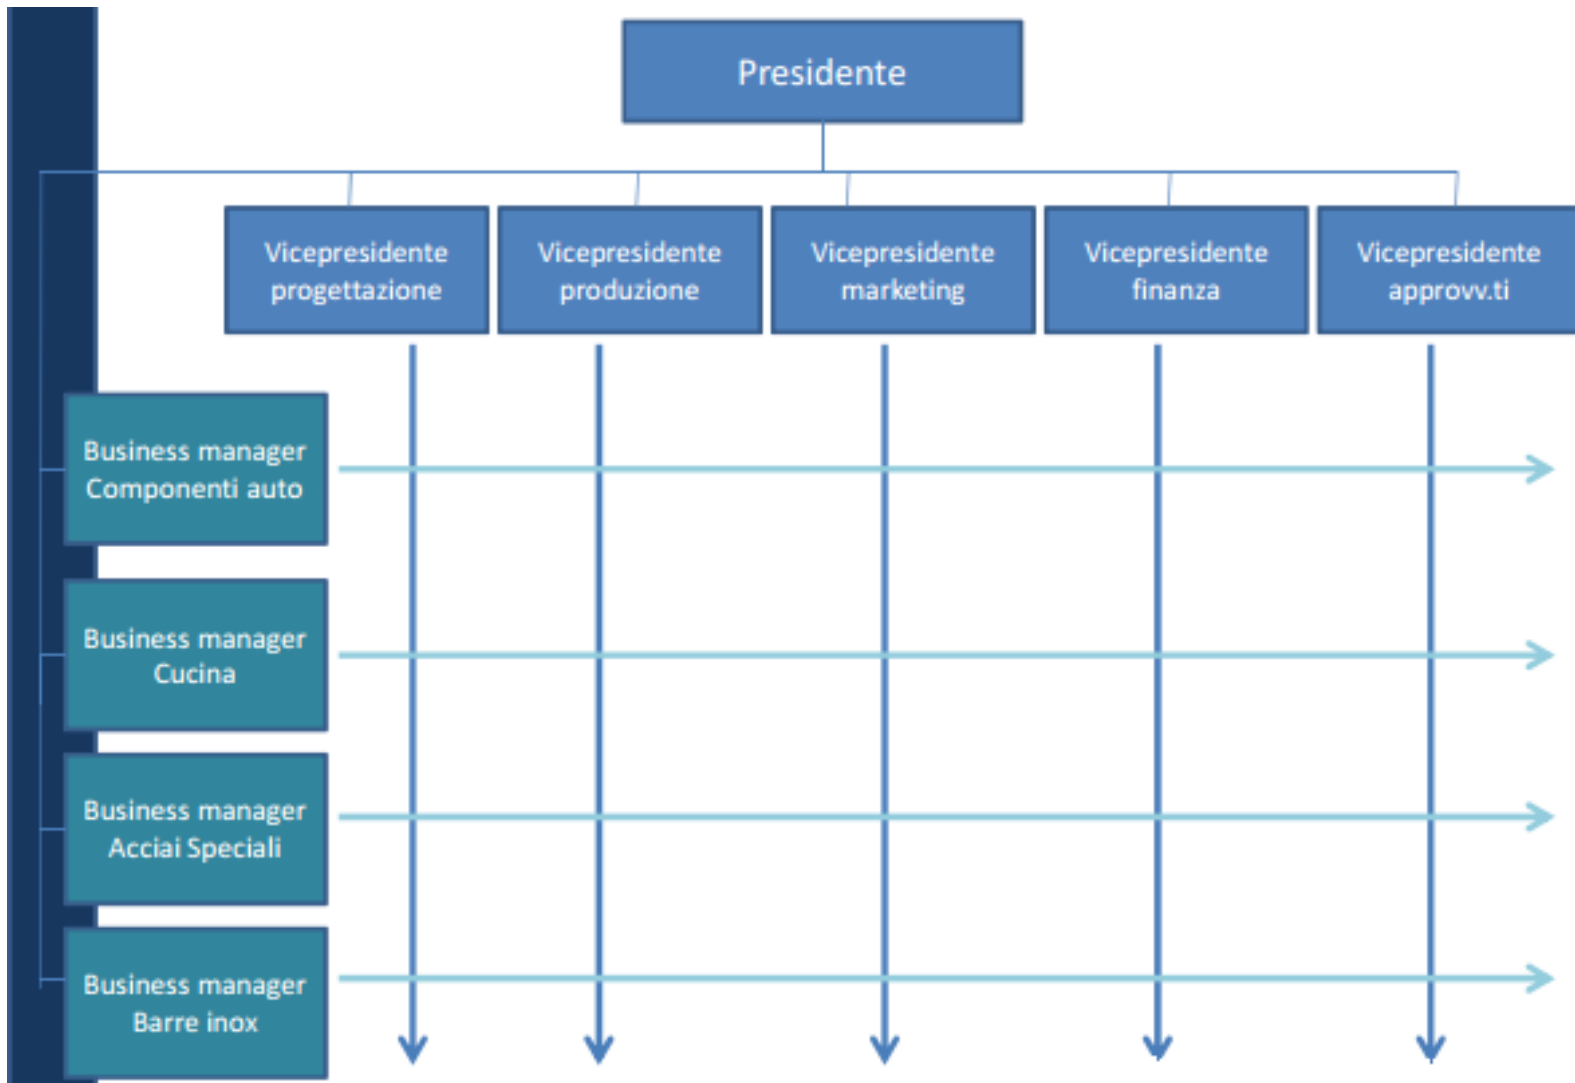 Presidente
Vicepresidente
progettazione
Vicepresidente
produzione
Vicepresidente
marketing
Vicepresidente
finanza
Vicepresidente
approvv.ti
Business manager
Componenti auto
Business manager
Cucina
Business manager
Acciai Speciali
Business manager
Barre inox